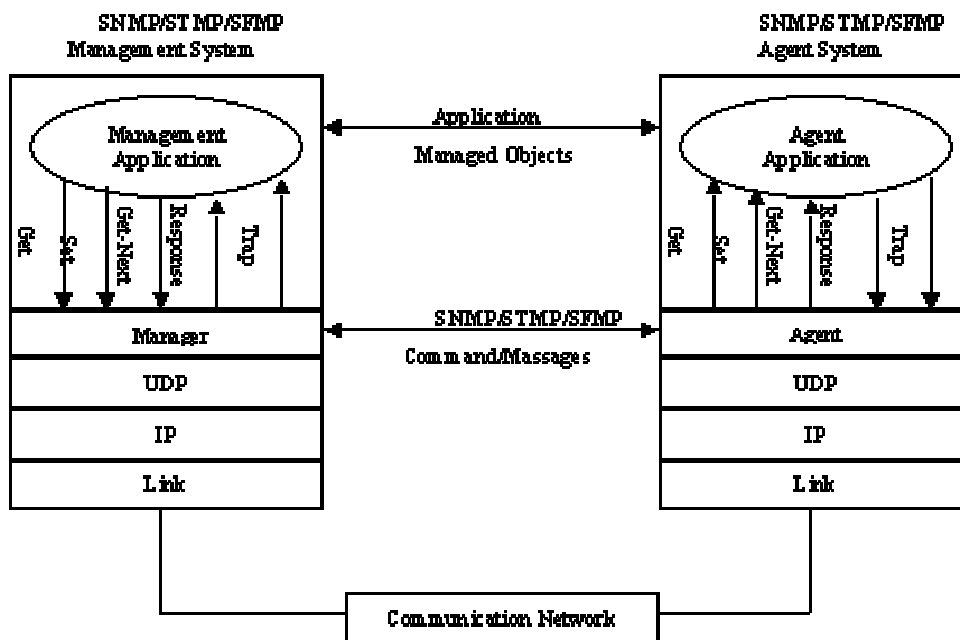 SNMP/STMP/SFMP
Management System
SNMP/STMP/SFMP
Agent System
Management
Application
Application
Managed Objects
Agent
Application
Get
Set
Get-Next
Response
Trap
Get
Set
Get-Next
Response
Trap
Manager
SNMP/STMP/SFMP
Command/Massages
Agent
UDP
UDP
IP
IP
Link
Link
Communication Network